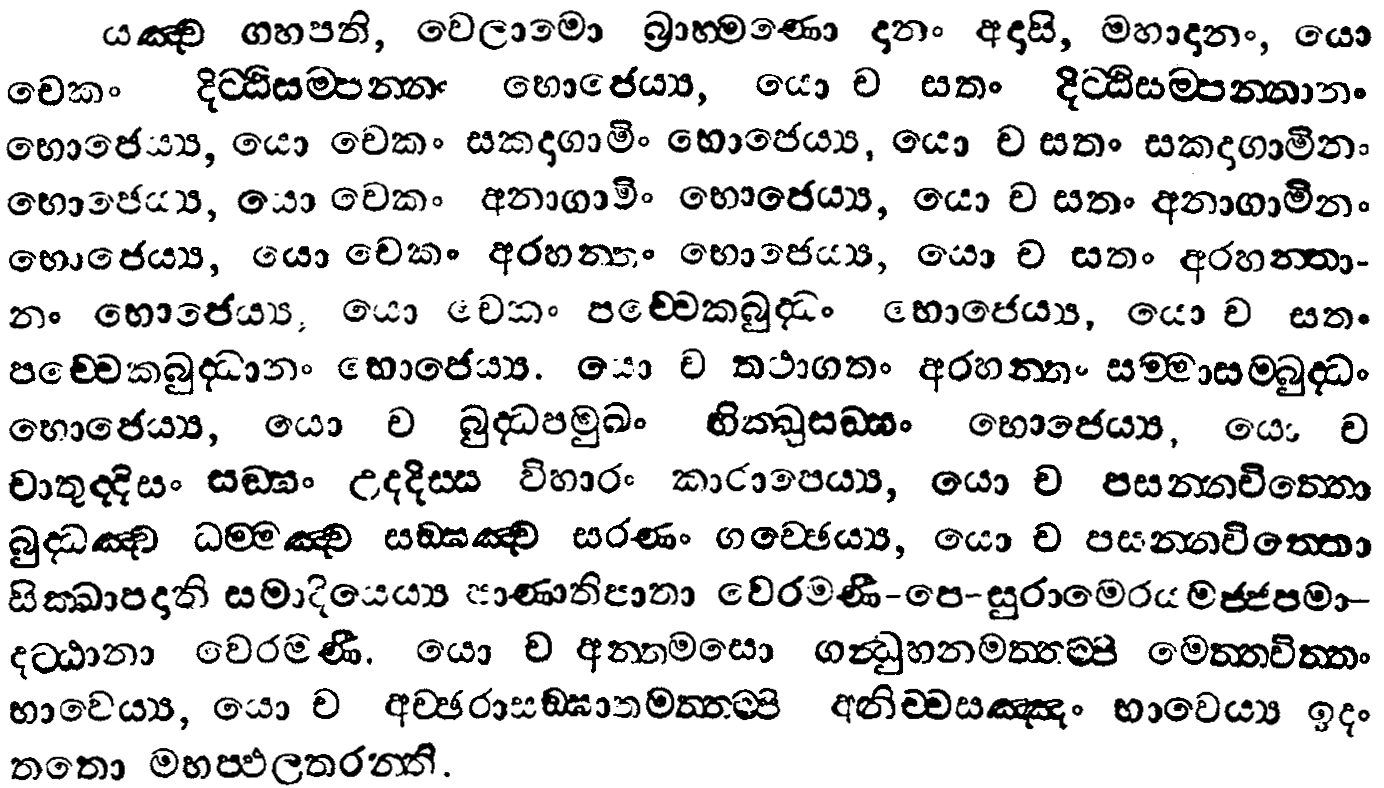 යඤ්ච ගහපති, වෙලාමො බ්‍රාහ්මණො දානං අදාසි, මහාදානං, යො
චෙකං දිට්ඨිසම්පන්නං භොජෙය්‍ය, යො ච සතං දිට්ඨිසම්පන්නානං
භොජෙය්‍ය, යො චෙකං සකදාගාමිං භොජෙය්‍ය, යො ච සතං සකදාගාමිනං
භොජෙය්‍ය, යො චෙකං අනාගාමිං භොජෙය්‍ය, යො ච සතං අනාගාමිනං
භොජෙය්‍ය, යො චෙකං අරහන්තං භොජෙය්‍ය, යො ච සතං අරහන්තා-
නං භොජෙය්‍ය, යො චෙකං පච්චෙකබුද්ධං භොජෙය්‍ය, යො ච සතං
පච්චෙකබුද්ධානං භොජෙය්‍ය. යො ච තථාගතං අරහන්තං සම්මාසම්බුද්ධං
භොජෙය්‍ය, යො ච බුද්ධපමුඛං භික්ඛුසඞ්ඝං භොජෙය්‍ය, යො ච
චාතුද්දිසං සඞ්ඝං උද්දිස්ස විහාරං කාරාපෙය්‍ය, යො ච පසන්නචිත්තො
බුද්ධඤ්ච ධම්මඤ්ච සඞ්ඝඤ්ච සරණං ගච්ඡෙය්‍ය, යො ච පසන්නචිත්තො
සික්ඛාපදානි සමාදියෙය්‍ය පාණාතිපාතා වෙරමණී-පෙ-සුරාමෙරයමජ්ජපමා-
දට්ඨානා වෙරමණී. යො ච අන්තමසො ගන්ධුහනමත්තම්පි මෙත්තචිත්තං
භාවෙය්‍ය, යො ච අච්ඡරාසඞ්ඝාතමත්තම්පි අනිච්චසඤ්ඤං භාවෙය්‍ය ඉදං
තතො මහප්ඵලතරන්ති.